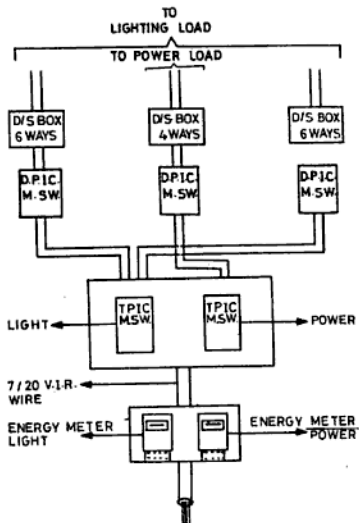 TO
LIGHTING LOAD
TO POWER LOAD
D/S BOX
6 WAYS
D/S BOX
4 WAYS
D/S BOX
6 WAYS
D.P.I.C.
M.SW.
D.P.I.C.
M.SW.
D.P.I.C.
M.SW.
LIGHT
T.P.I.C
M.SW.
T.P.I.C
M.SW.
POWER
7/20 V.I.R.
WIRE
ENERGY METER
LIGHT
ENERGY METER
POWER